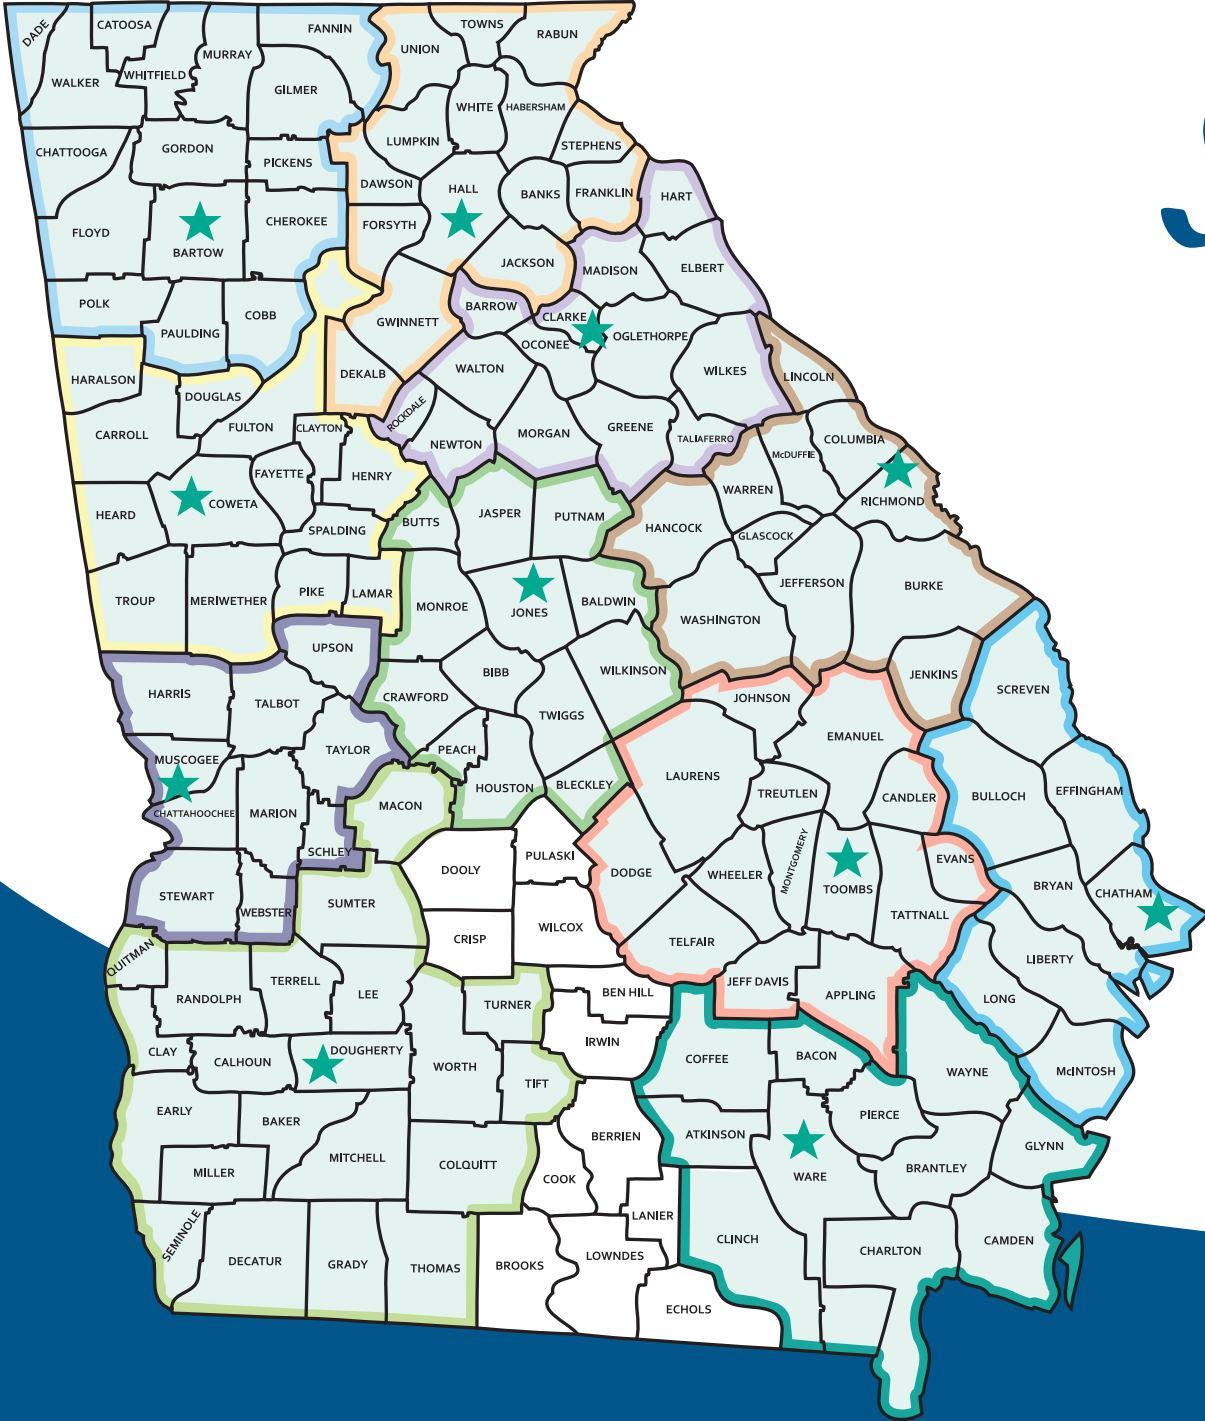 DADE
CATOOSA
FANNIN
TOWNS
RABUN
UNION
MURRAY
WHITFIELD
WALKER
GILMER
WHITE
HABERSHAM
LUMPKIN
STEPHENS
CHATTOOGA
GORDON
PICKENS
DAWSON
HALL
BANKS
FRANKLIN
HART
FLOYD
BARTOW
CHEROKEE
FORSYTH
JACKSON
MADISON
ELBERT
POLK
PAULDING
COBB
GWINNETT
BARROW
CLARKE
OCONEE
OGLETHORPE
HARALSON
DOUGLAS
DEKALB
WALTON
WILKES
LINCOLN
CARROLL
FULTON
CLAYTON
ROCKDALE
NEWTON
MORGAN
GREENE
TALIAFERRO
McDUFFIE
COLUMBIA
HEARD
COWETA
FAYETTE
HENRY
SPALDING
BUTTS
JASPER
PUTNAM
HANCOCK
WARREN
GLASCOCK
RICHMOND
TROUP
MERIWETHER
PIKE
LAMAR
MONROE
JONES
BALDWIN
WASHINGTON
JEFFERSON
BURKE
UPSON
HARRIS
TALBOT
CRAWFORD
BIBB
TWIGGS
WILKINSON
JOHNSON
JENKINS
SCREVEN
MUSCOGEE
TAYLOR
PEACH
HOUSTON
BLECKLEY
LAURENS
EMANUEL
CHATTAHOOCHEE
MARION
SCHLEY
MACON
TREUTLEN
CANDLER
BULLOCH
EFFINGHAM
STEWART
WEBSTER
SUMTER
DOOLY
PULASKI
DODGE
WHEELER
MONTGOMERY
TOOMBS
EVANS
TATTNALL
BRYAN
CHATHAM
QUITMAN
RANDOLPH
TERRELL
LEE
CRISP
WILCOX
TELFAIR
JEFF DAVIS
APPLING
LONG
LIBERTY
CLAY
CALHOUN
DOUGHERTY
WORTH
TURNER
BEN HILL
IRWIN
TIFT
COFFEE
BACON
WAYNE
McINTOSH
EARLY
BAKER
MITCHELL
MILLER
COLQUITT
COOK
BERRIEN
ATKINSON
WARE
PIERCE
BRANTLEY
GLYNN
SEMINOLE
DECATUR
GRADY
THOMAS
BROOKS
LOWNDES
LANIER
ECHOLS
CLINCH
CHARLTON
CAMDEN